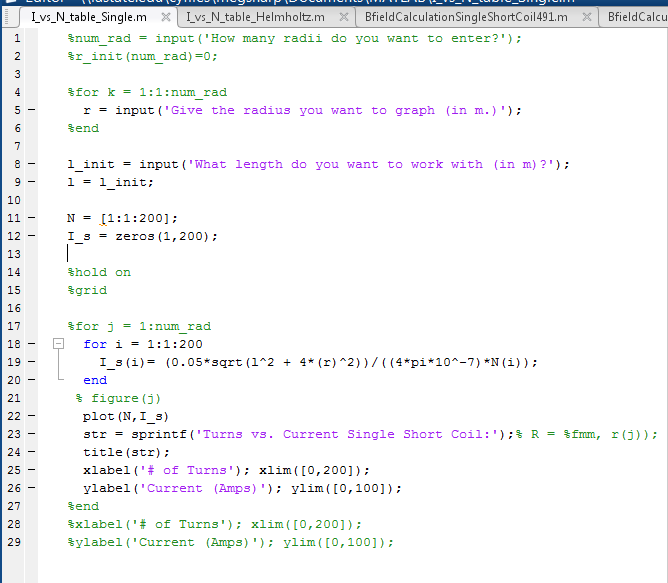 I_vs_N_table_Single.m × I_vs_N_table_Helmholtz.m × BfieldCalculationSingleShortCoil491.m × BfieldCalcu
1 %num_rad = input('How many radii do you want to enter?');
2 %r_init(num_rad)=0;
3
4 %for k = 1:1:num_rad
5 – r = input('Give the radius you want to graph (in m.)');
6 %end
7
8 – l_init = input('What length do you want to work with (in m)?');
9 – l = l_init;
10
11 – N = [1:1:200];
12 – I_s = zeros(1,200);
13
14 %hold on
15 %grid
16
17 %for j = 1:num_rad
18 – for i = 1:1:200
19 – I_s(i)= (0.05*sqrt(l^2 + 4*(r)^2))/((4*pi*10^-7)*N(i));
20 – end
21 % figure(j)
22 – plot(N,I_s)
23 – str = sprintf('Turns vs. Current Single Short Coil:');% R = %fmm, r(j));
24 – title(str);
25 – xlabel('# of Turns'); xlim([0,200]);
26 – ylabel('Current (Amps)'); ylim([0,100]);
27 %end
28 %xlabel('# of Turns'); xlim([0,200]);
29 %ylabel('Current (Amps)'); ylim([0,100]);